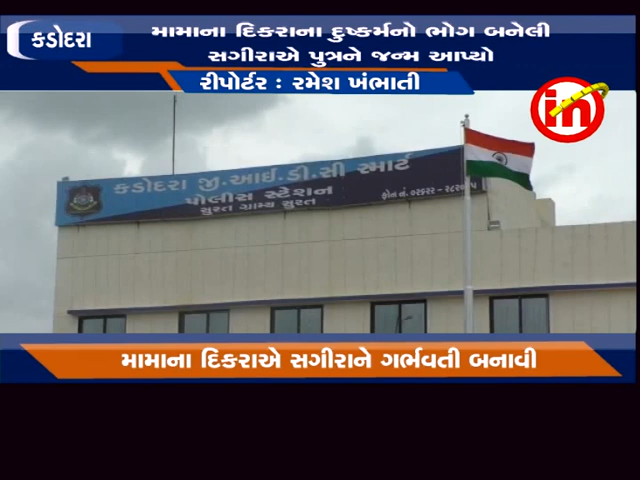 કડોદરા
મામાના દિકરાના દુષ્કર્મનો ભોગ બનેલી
સગીરાએ પુત્રને જન્મ આપ્યો
રીપોર્ટર : રમેશ ખંભાતી
in
કડોદરા જી.આઈ.ડી.સી સ્માર્ટ
પોલીસ સ્ટેશન
સુરત ગ્રામ્ય સુરત
ફોન નં.
મામાના દિકરાએ સગીરાને ગર્ભવતી બનાવી